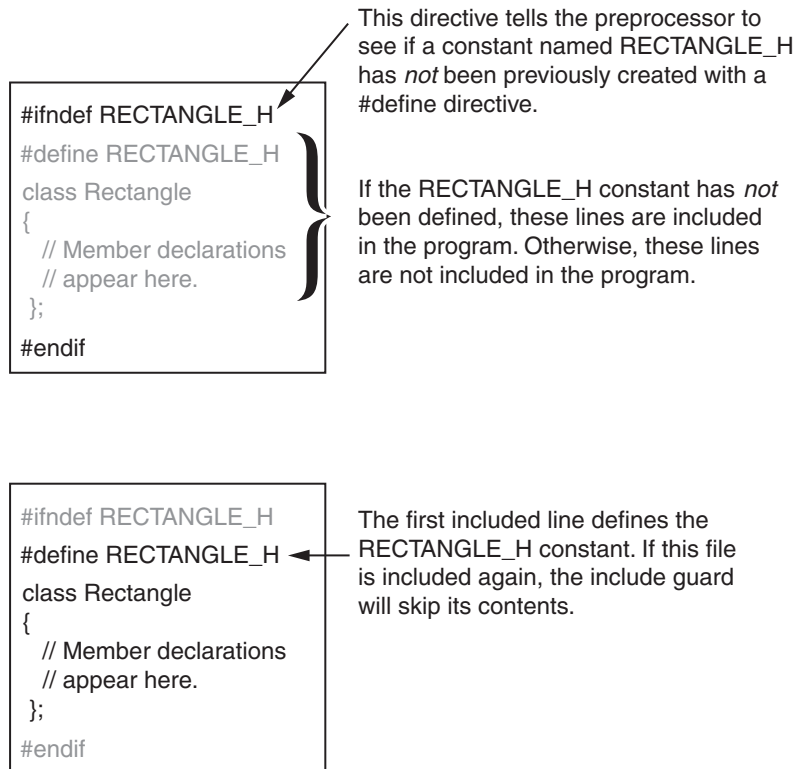 This directive tells the preprocessor to
see if a constant named RECTANGLE_H
has not been previously created with a
#define directive.
#ifndef RECTANGLE_H
#define RECTANGLE_H
class Rectangle
{
// Member declarations
// appear here.
};
#endif
If the RECTANGLE_H constant has not
been defined, these lines are included
in the program. Otherwise, these lines
are not included in the program.
#ifndef RECTANGLE_H
#define RECTANGLE_H
class Rectangle
{
// Member declarations
// appear here.
};
#endif
The first included line defines the
RECTANGLE_H constant. If this file
is included again, the include guard
will skip its contents.